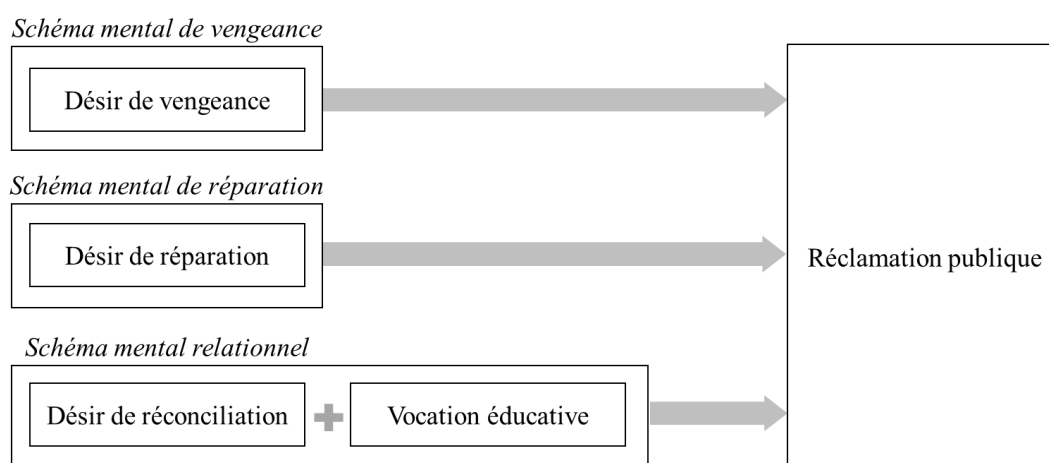 Schéma mental de vengeance
Désir de vengeance
Schéma mental de réparation
Désir de réparation
Réclamation publique
Schéma mental relationnel
Désir de réconciliation
Vocation éducative